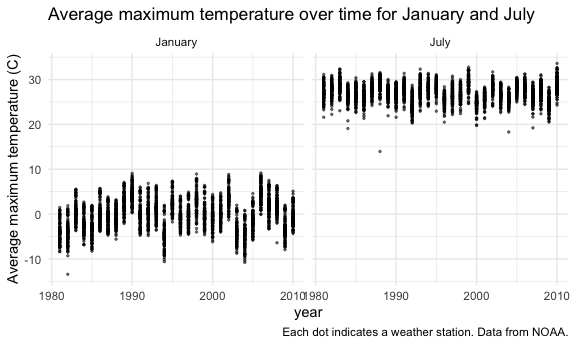 Average maximum temperature over time for January and July
January
July
Average maximum temperature (C)
30
20
10
0
-10
1980
1990
2000
2010
1980
1990
2000
2010
year
Each dot indicates a weather station. Data from NOAA.